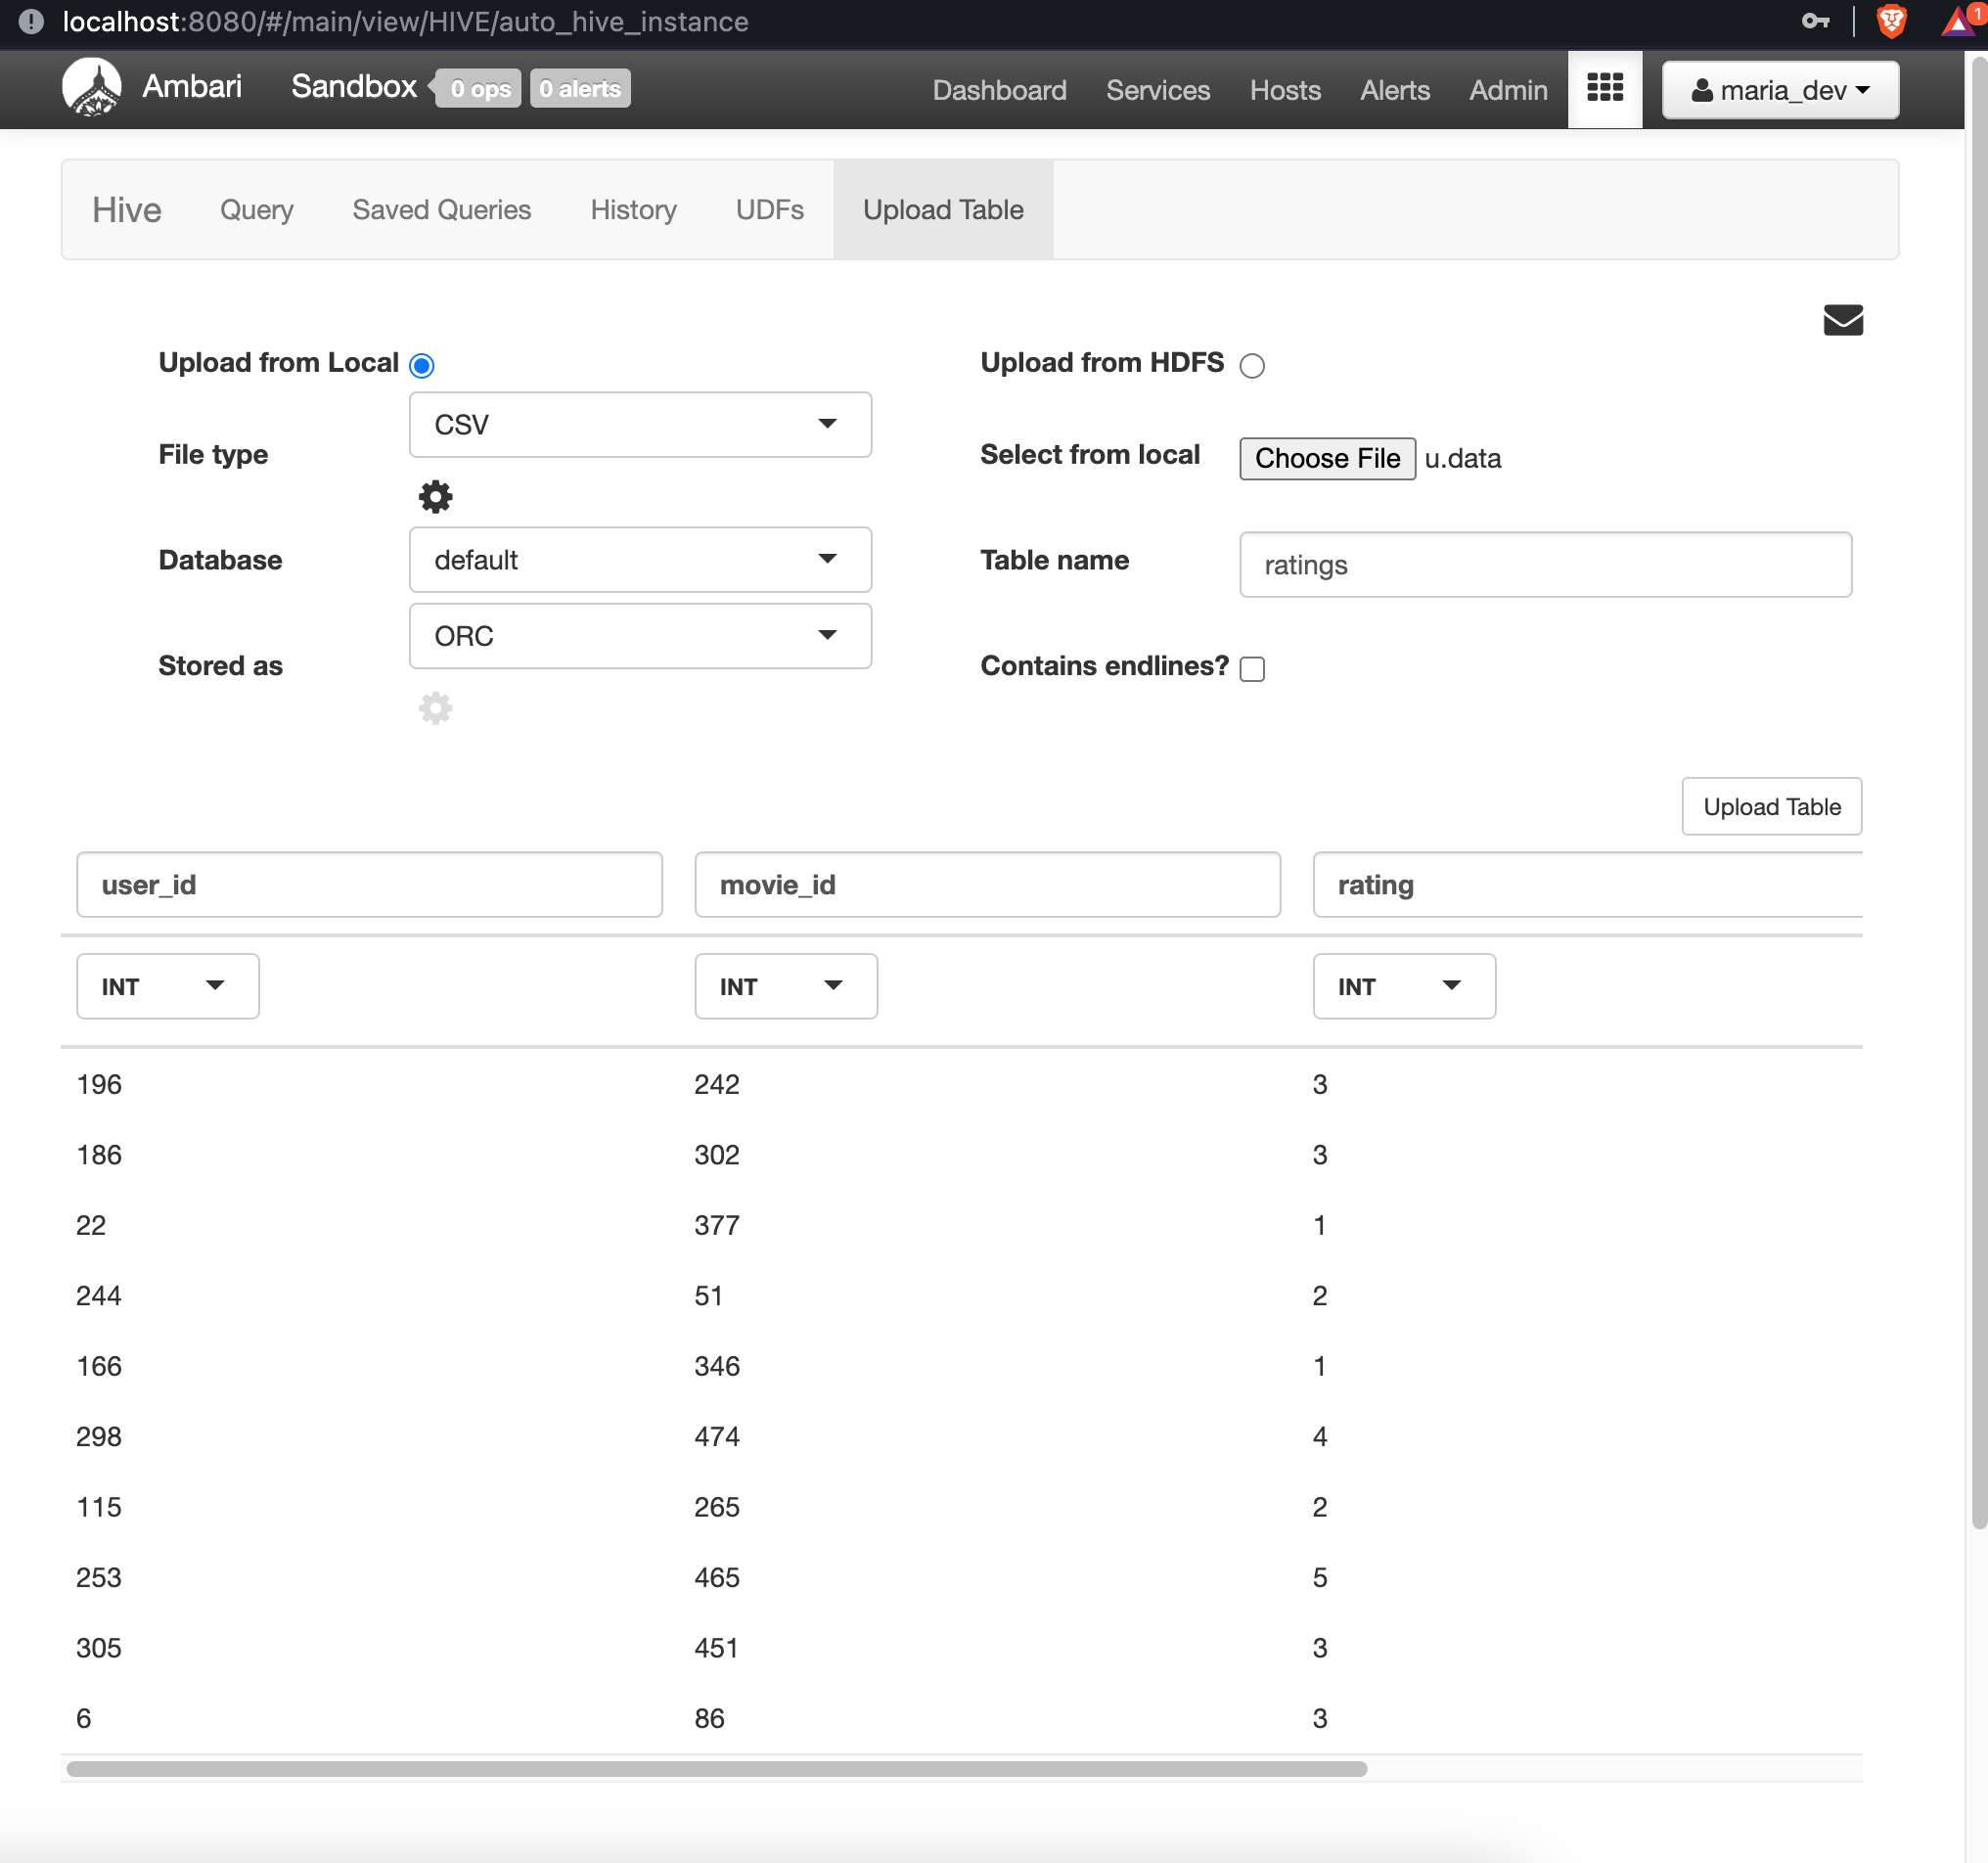 localhost:8080/#/main/view/HIVE/auto_hive_instance
1
Ambari Sandbox 0 ops 0 alerts Dashboard Services Hosts Alerts Admin maria_dev
Hive Query Saved Queries History UDFs Upload Table
Upload from Local Upload from HDFS
File type CSV Select from local Choose File u.data
Database default Table name ratings
Stored as ORC Contains endlines?
Upload Table
user_id movie_id rating
INT INT INT
196 242 3
186 302 3
22 377 1
244 51 2
166 346 1
298 474 4
115 265 2
253 465 5
305 451 3
6 86 3